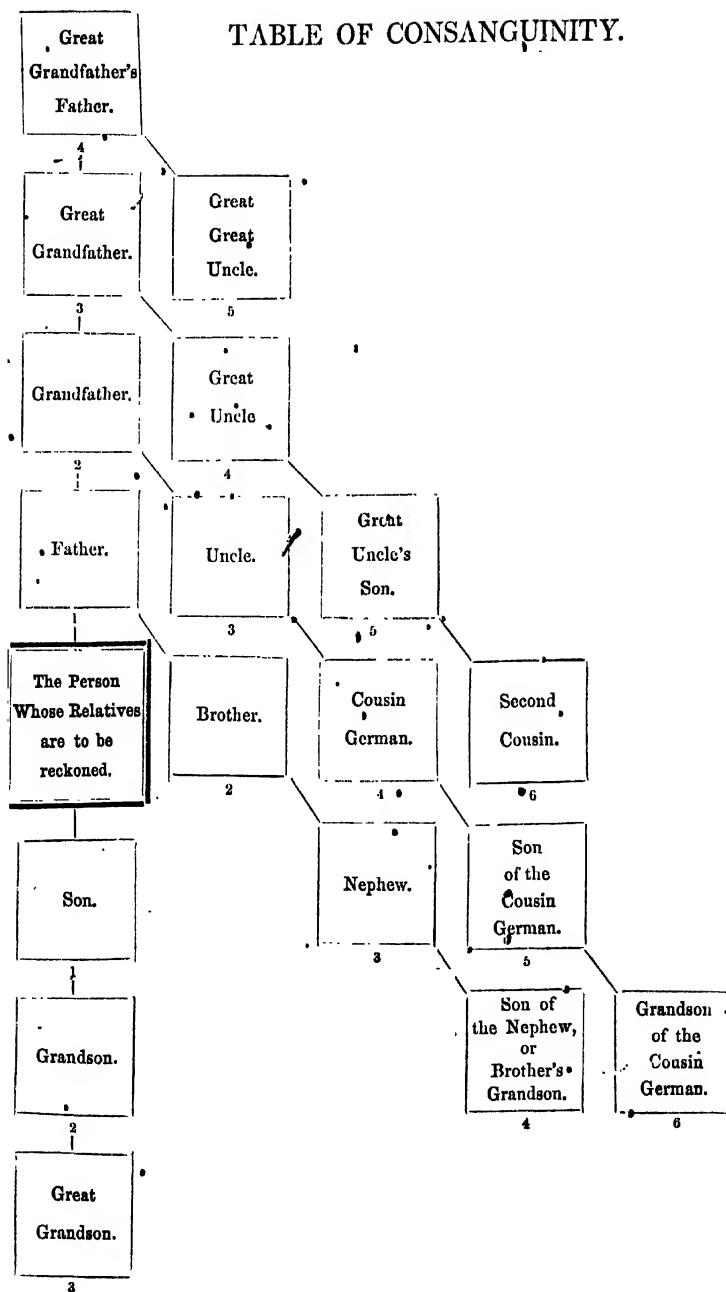 TABLE OF CONSANGUINITY.
Great
Grandfather's
Father.
4
Great
Grandfather.
3
Great
Great
Uncle.
5
Grandfather.
2
Great
Uncle
4
Father.
Uncle.
3
Great
Uncle's
Son.
5
The Person
Whose Relatives
are to be
reckoned.
Brother.
2
Cousin
German.
4
Second
Cousin.
6
Son.
1
Nephew.
3
Son
of the
Cousin
German.
5
Grandson.
2
Son of
the Nephew,
or
Brother's
Grandson.
4
Grandson
of the
Cousin
German.
6
Great
Grandson.
3